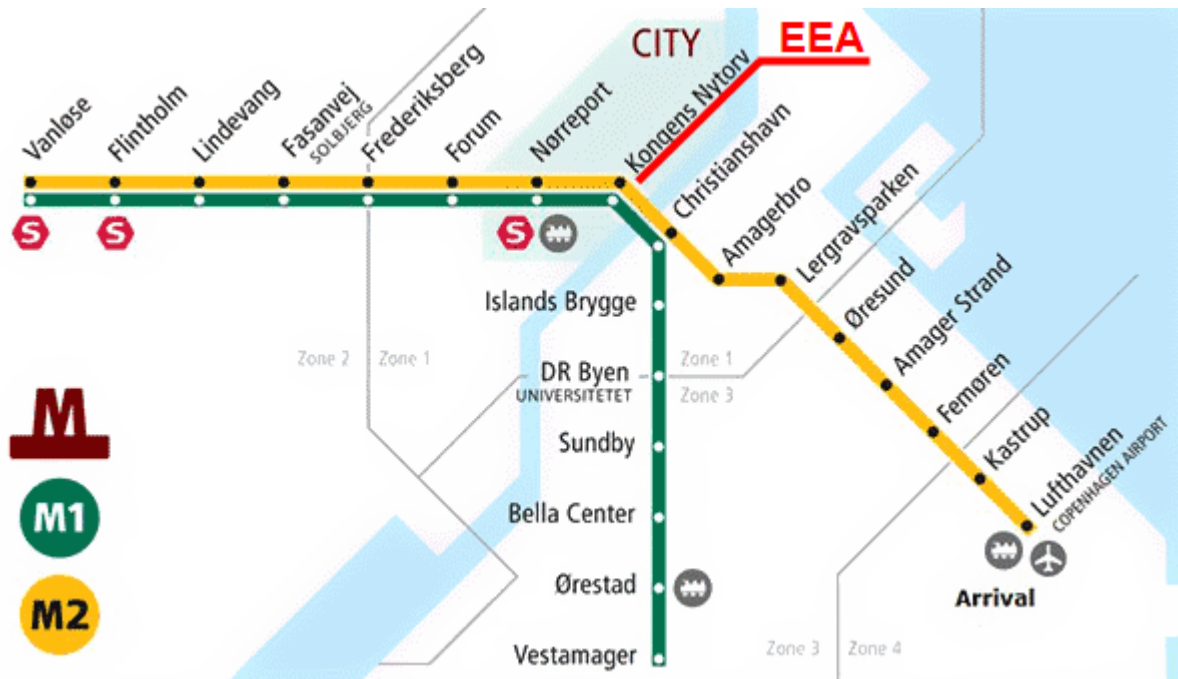 EEA
CITY
Vanløse
Flintholm
Lindevang
Fasanvej
SOLBJERG
Frederiksberg
Forum
Nørreport
Kongens Nytorv
Christianshavn
Amagerbro
Lergravsparken
Øresund
Amager Strand
Femøren
Kastrup
Lufthavnen
COPENHAGEN AIRPORT
S
S
S
Islands Brygge
Zone 2
Zone 1
DR Byen
UNIVERSITETET
Zone 1
Zone 3
Sundby
Bella Center
Ørestad
Vestamager
Arrival
Zone 3
Zone 4
M
M1
M2